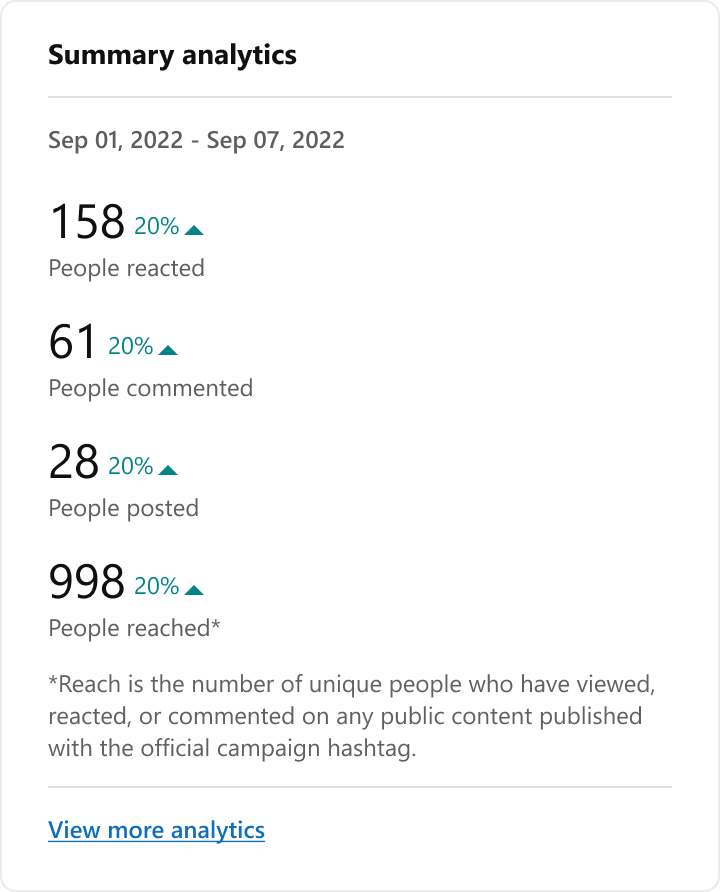 Summary analytics
Sep 01, 2022 - Sep 07, 2022
158 20%
People reacted
61 20%
People commented
28 20%
People posted
998 20%
People reached*
*Reach is the number of unique people who have viewed,
reacted, or commented on any public content published
with the official campaign hashtag.
View more analytics